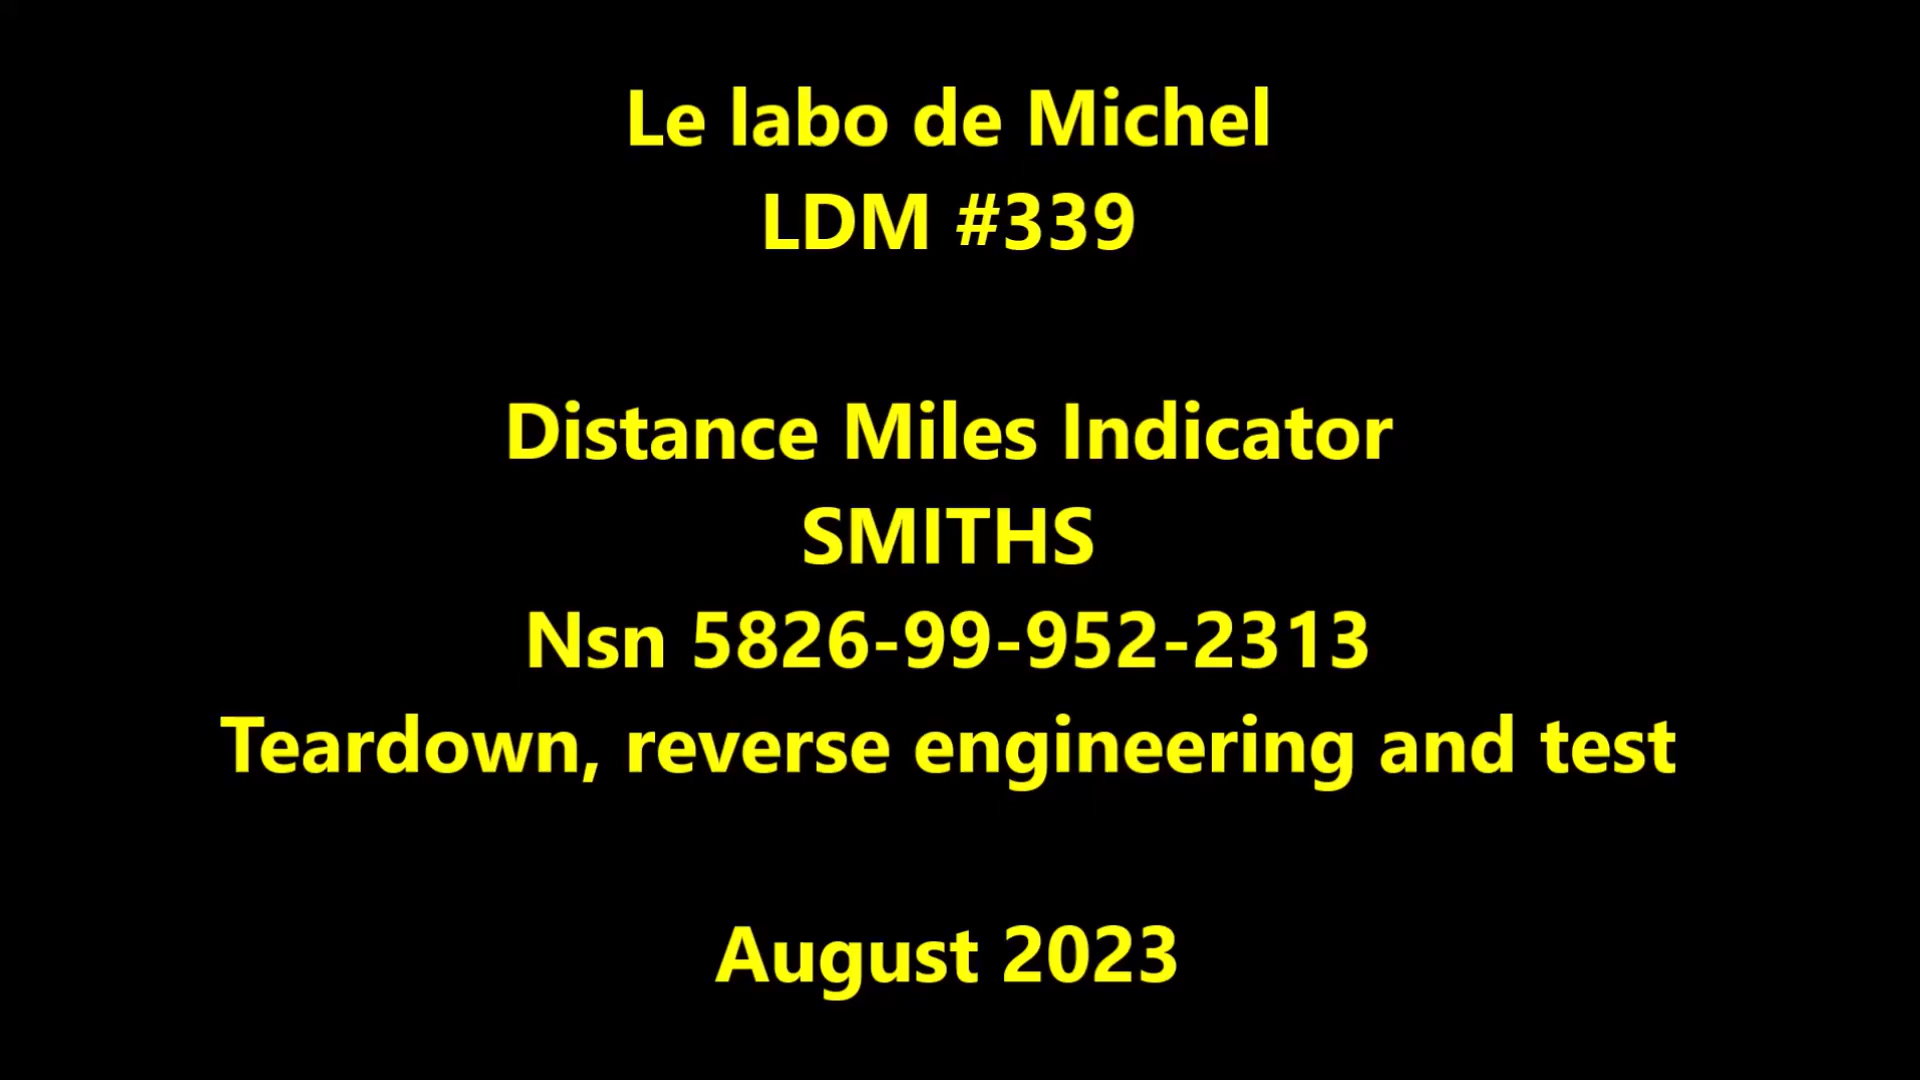 Le labo de Michel
LDM #339
Distance Miles Indicator
SMITHS
Nsn 5826-99-952-2313
Teardown, reverse engineering and test
August 2023